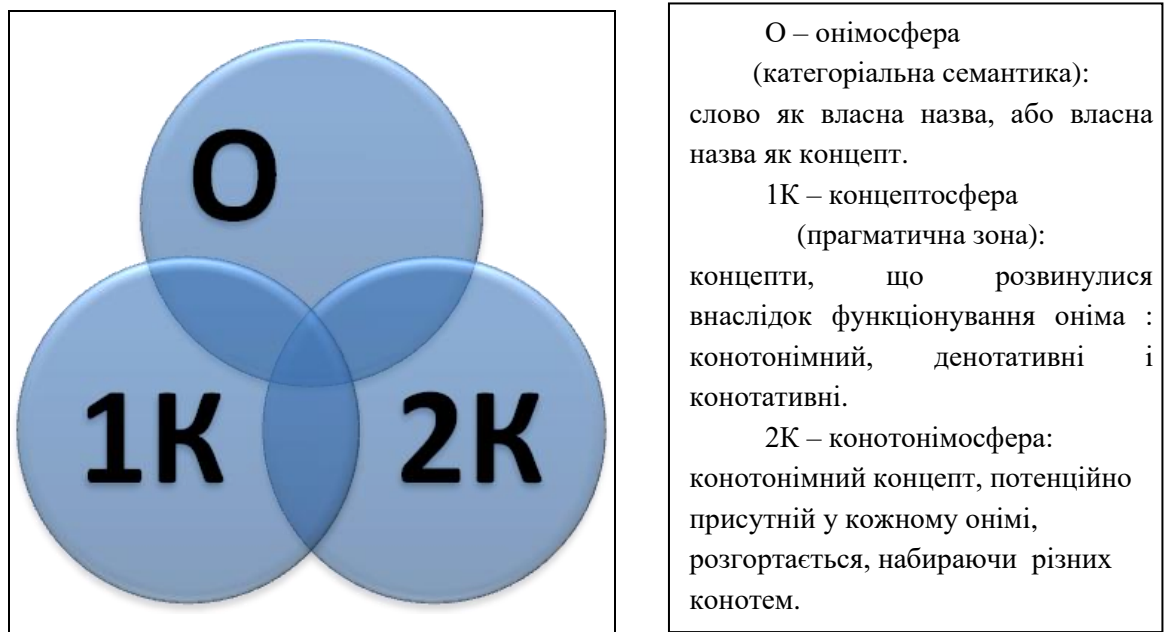 О
1К 2К
О – онімосфера
(категоріальна семантика):
слово як власна назва, або власна
назва як концепт.
1К – концептосфера
(прагматична зона):
концепти, що розвинулися
внаслідок функціонування оніма :
конотонімний, денотативні і
конотативні.
2К – конотонімосфера:
конотонімний концепт, потенційно
присутній у кожному онімі,
розгортається, набираючи різних
конотем.